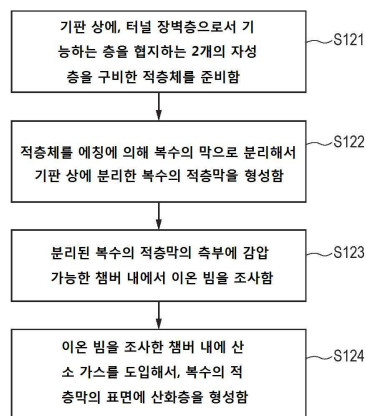 기판 상에, 터널 장벽층으로서 기
능하는 층을 협지하는 2개의 자성
층을 구비한 적층체를 준비함
S121
적층체를 에칭에 의해 복수의 막으로 분리해서
기판 상에 분리한 복수의 적층막을 형성함
S122
분리된 복수의 적층막의 측부에 감압
가능한 챔버 내에서 이온 빔을 조사함
S123
이온 빔을 조사한 챔버 내에 산
소 가스를 도입해서, 복수의 적
층막의 표면에 산화층을 형성함
S124